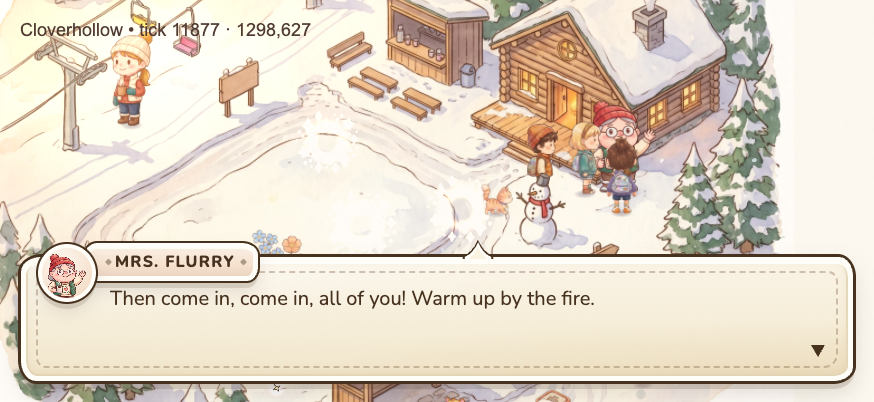 Cloverhollow • tick 11877 · 1298,627
MRS. FLURRY
Then come in, come in, all of you! Warm up by the fire.